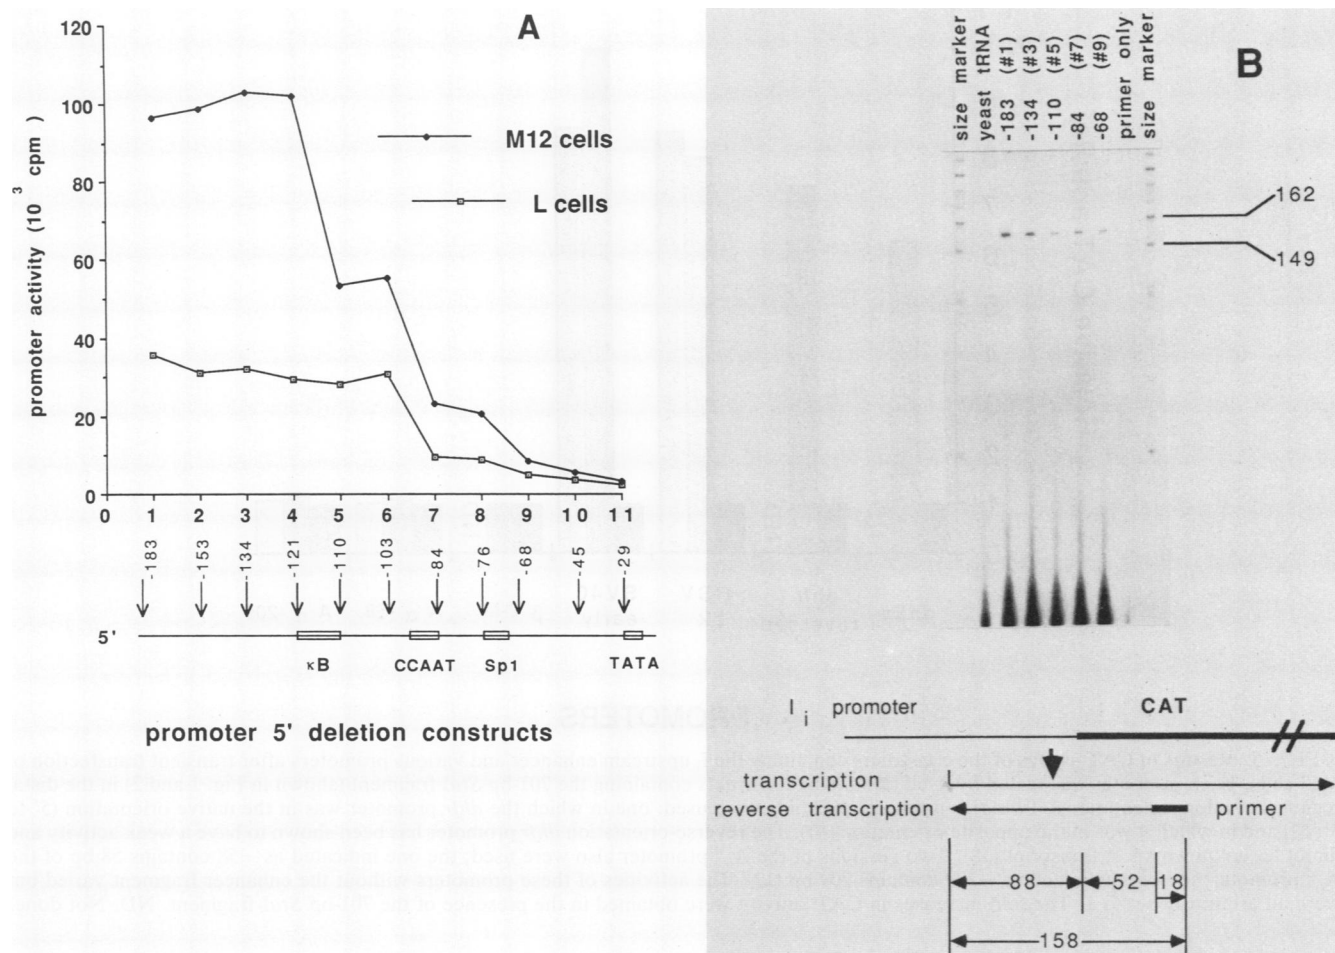 A
120
100
80
60
40
20
0
promoter activity (10³ cpm )
M12 cells
L cells
0 1 2 3 4 5 6 7 8 9 10 11
-183 -153 -134 -121 -110 -103 -84 -76 -68 -45 -29
5'
κB CCAAT Sp1 TATA
promoter 5' deletion constructs
B
size marker
yeast tRNA
-183 (#1)
-134 (#3)
-110 (#5)
-84 (#7)
-68 (#9)
primer only
size marker
162
149
I i promoter
CAT
transcription
reverse transcription
primer
88 52 18
158